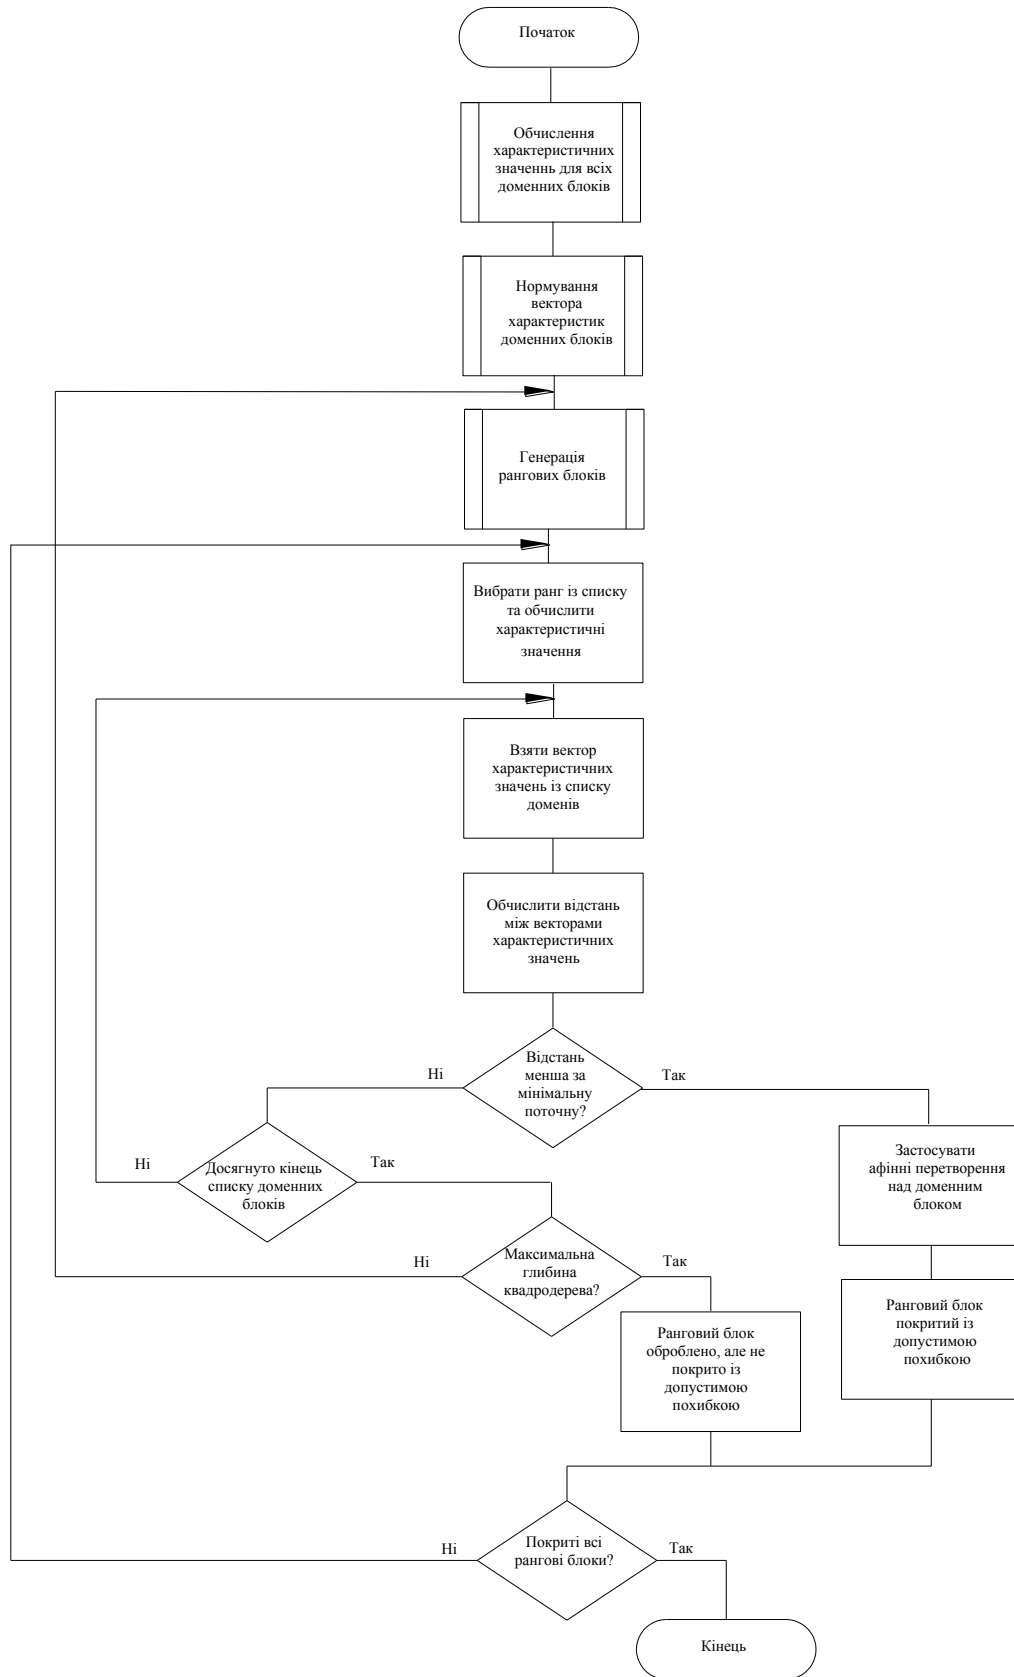 Початок
Обчислення
характеристичних
значеннь для всіх
доменних блоків
Нормування
вектора
характеристик
доменних блоків
Генерація
рангових блоків
Вибрати ранг із списку
та обчислити
характеристичні
значення
Взяти вектор
характеристичних
значень із списку
доменів
Обчислити відстань
між векторами
характеристичних
значень
Відстань
менша за
мінімальну
поточну?
Ні
Так
Застосувати
афінні перетворення
над доменним
блоком
Досягнуто кінець
списку доменних
блоків
Ні
Так
Максимальна
глибина
квадродерева?
Ні
Так
Ранговий блок
покритий із
допустимою
похибкою
Ранговий блок
оброблено, але не
покрито із
допустимою
похибкою
Покриті всі
рангові блоки?
Ні
Так
Кінець